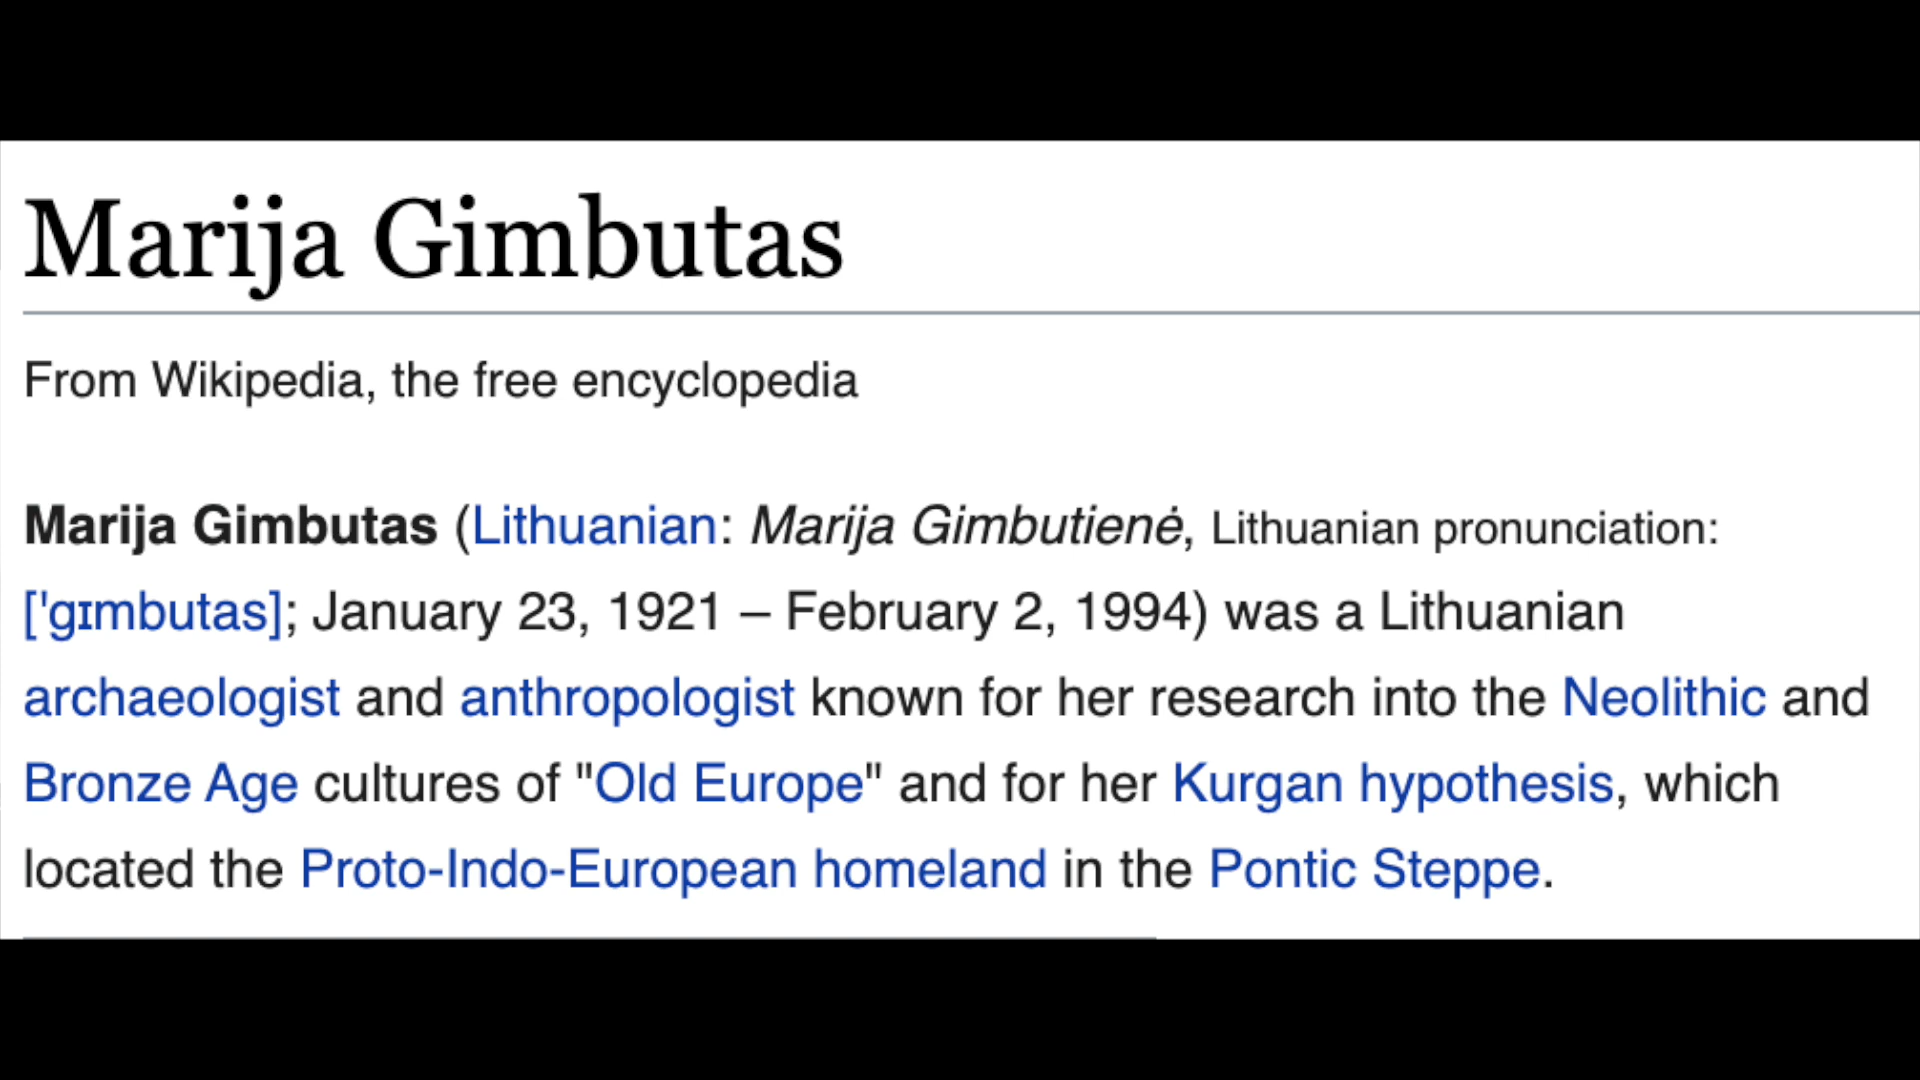 Marija Gimbutas
From Wikipedia, the free encyclopedia
Marija Gimbutas (Lithuanian: Marija Gimbutienė, Lithuanian pronunciation:
['gɪmbutas]; January 23, 1921 – February 2, 1994) was a Lithuanian
archaeologist and anthropologist known for her research into the Neolithic and
Bronze Age cultures of "Old Europe" and for her Kurgan hypothesis, which
located the Proto-Indo-European homeland in the Pontic Steppe.